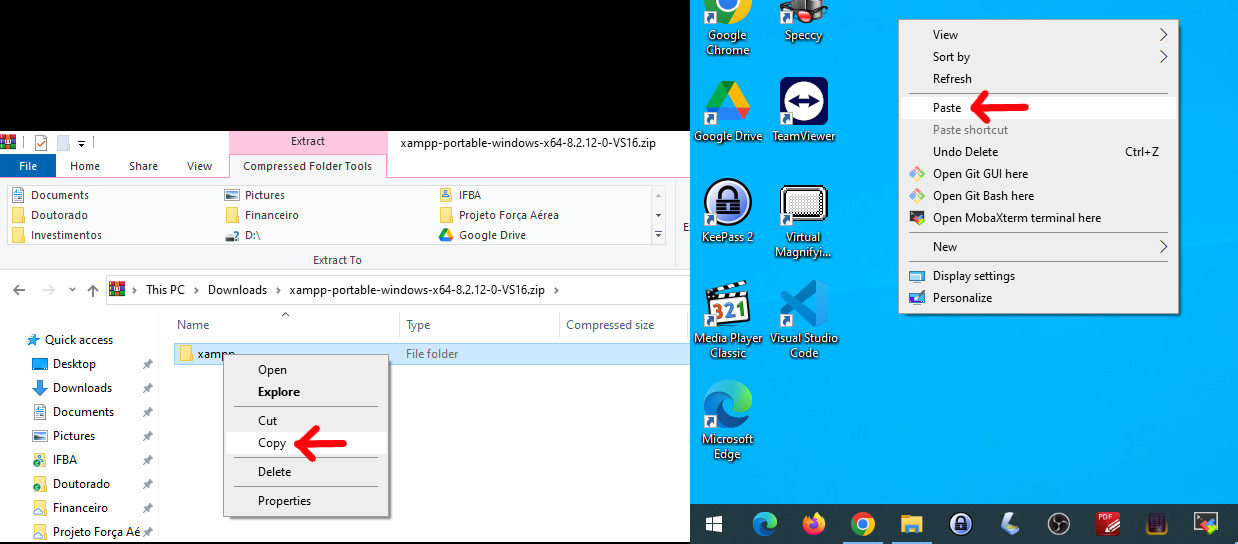 Extract
xampp-portable-windows-x64-8.2.12-0-VS16.zip
File
Home
Share
View
Compressed Folder Tools
Documents
Pictures
IFBA
Doutorado
Financeiro
Projeto Força Aérea
Investimentos
D:\
Google Drive
Extract To
This PC
Downloads
xampp-portable-windows-x64-8.2.12-0-VS16.zip
Name
Type
Compressed size
Quick access
Desktop
Downloads
Documents
Pictures
IFBA
Doutorado
Financeiro
Projeto Força Aé
xampp
File folder
Open
Explore
Cut
Copy
Delete
Properties
Google
Chrome
Speccy
Google Drive
TeamViewer
KeePass 2
Virtual
Magnifyi...
321
Media Player
Classic
Visual Studio
Code
Microsoft
Edge
View
Sort by
Refresh
Paste
Paste shortcut
Undo Delete
Ctrl+Z
Open Git GUI here
Open Git Bash here
Open MobaXterm terminal here
New
Display settings
Personalize
PDF